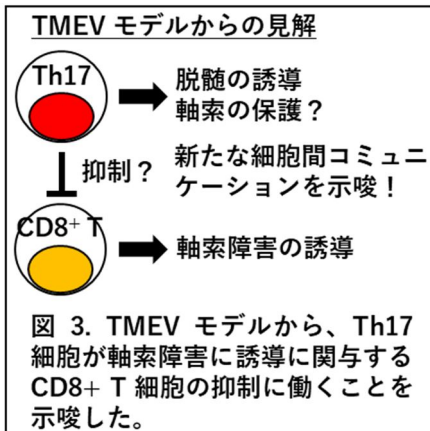 TMEV モデルからの見解
Th17
脱髄の誘導
軸索の保護？
抑制？
新たな細胞間コミュニ
ケーションを示唆！
CD8⁺ T
軸索障害の誘導
図 3. TMEV モデルから、Th17
細胞が軸索障害に誘導に関与する
CD8+ T 細胞の抑制に働くことを
示唆した。